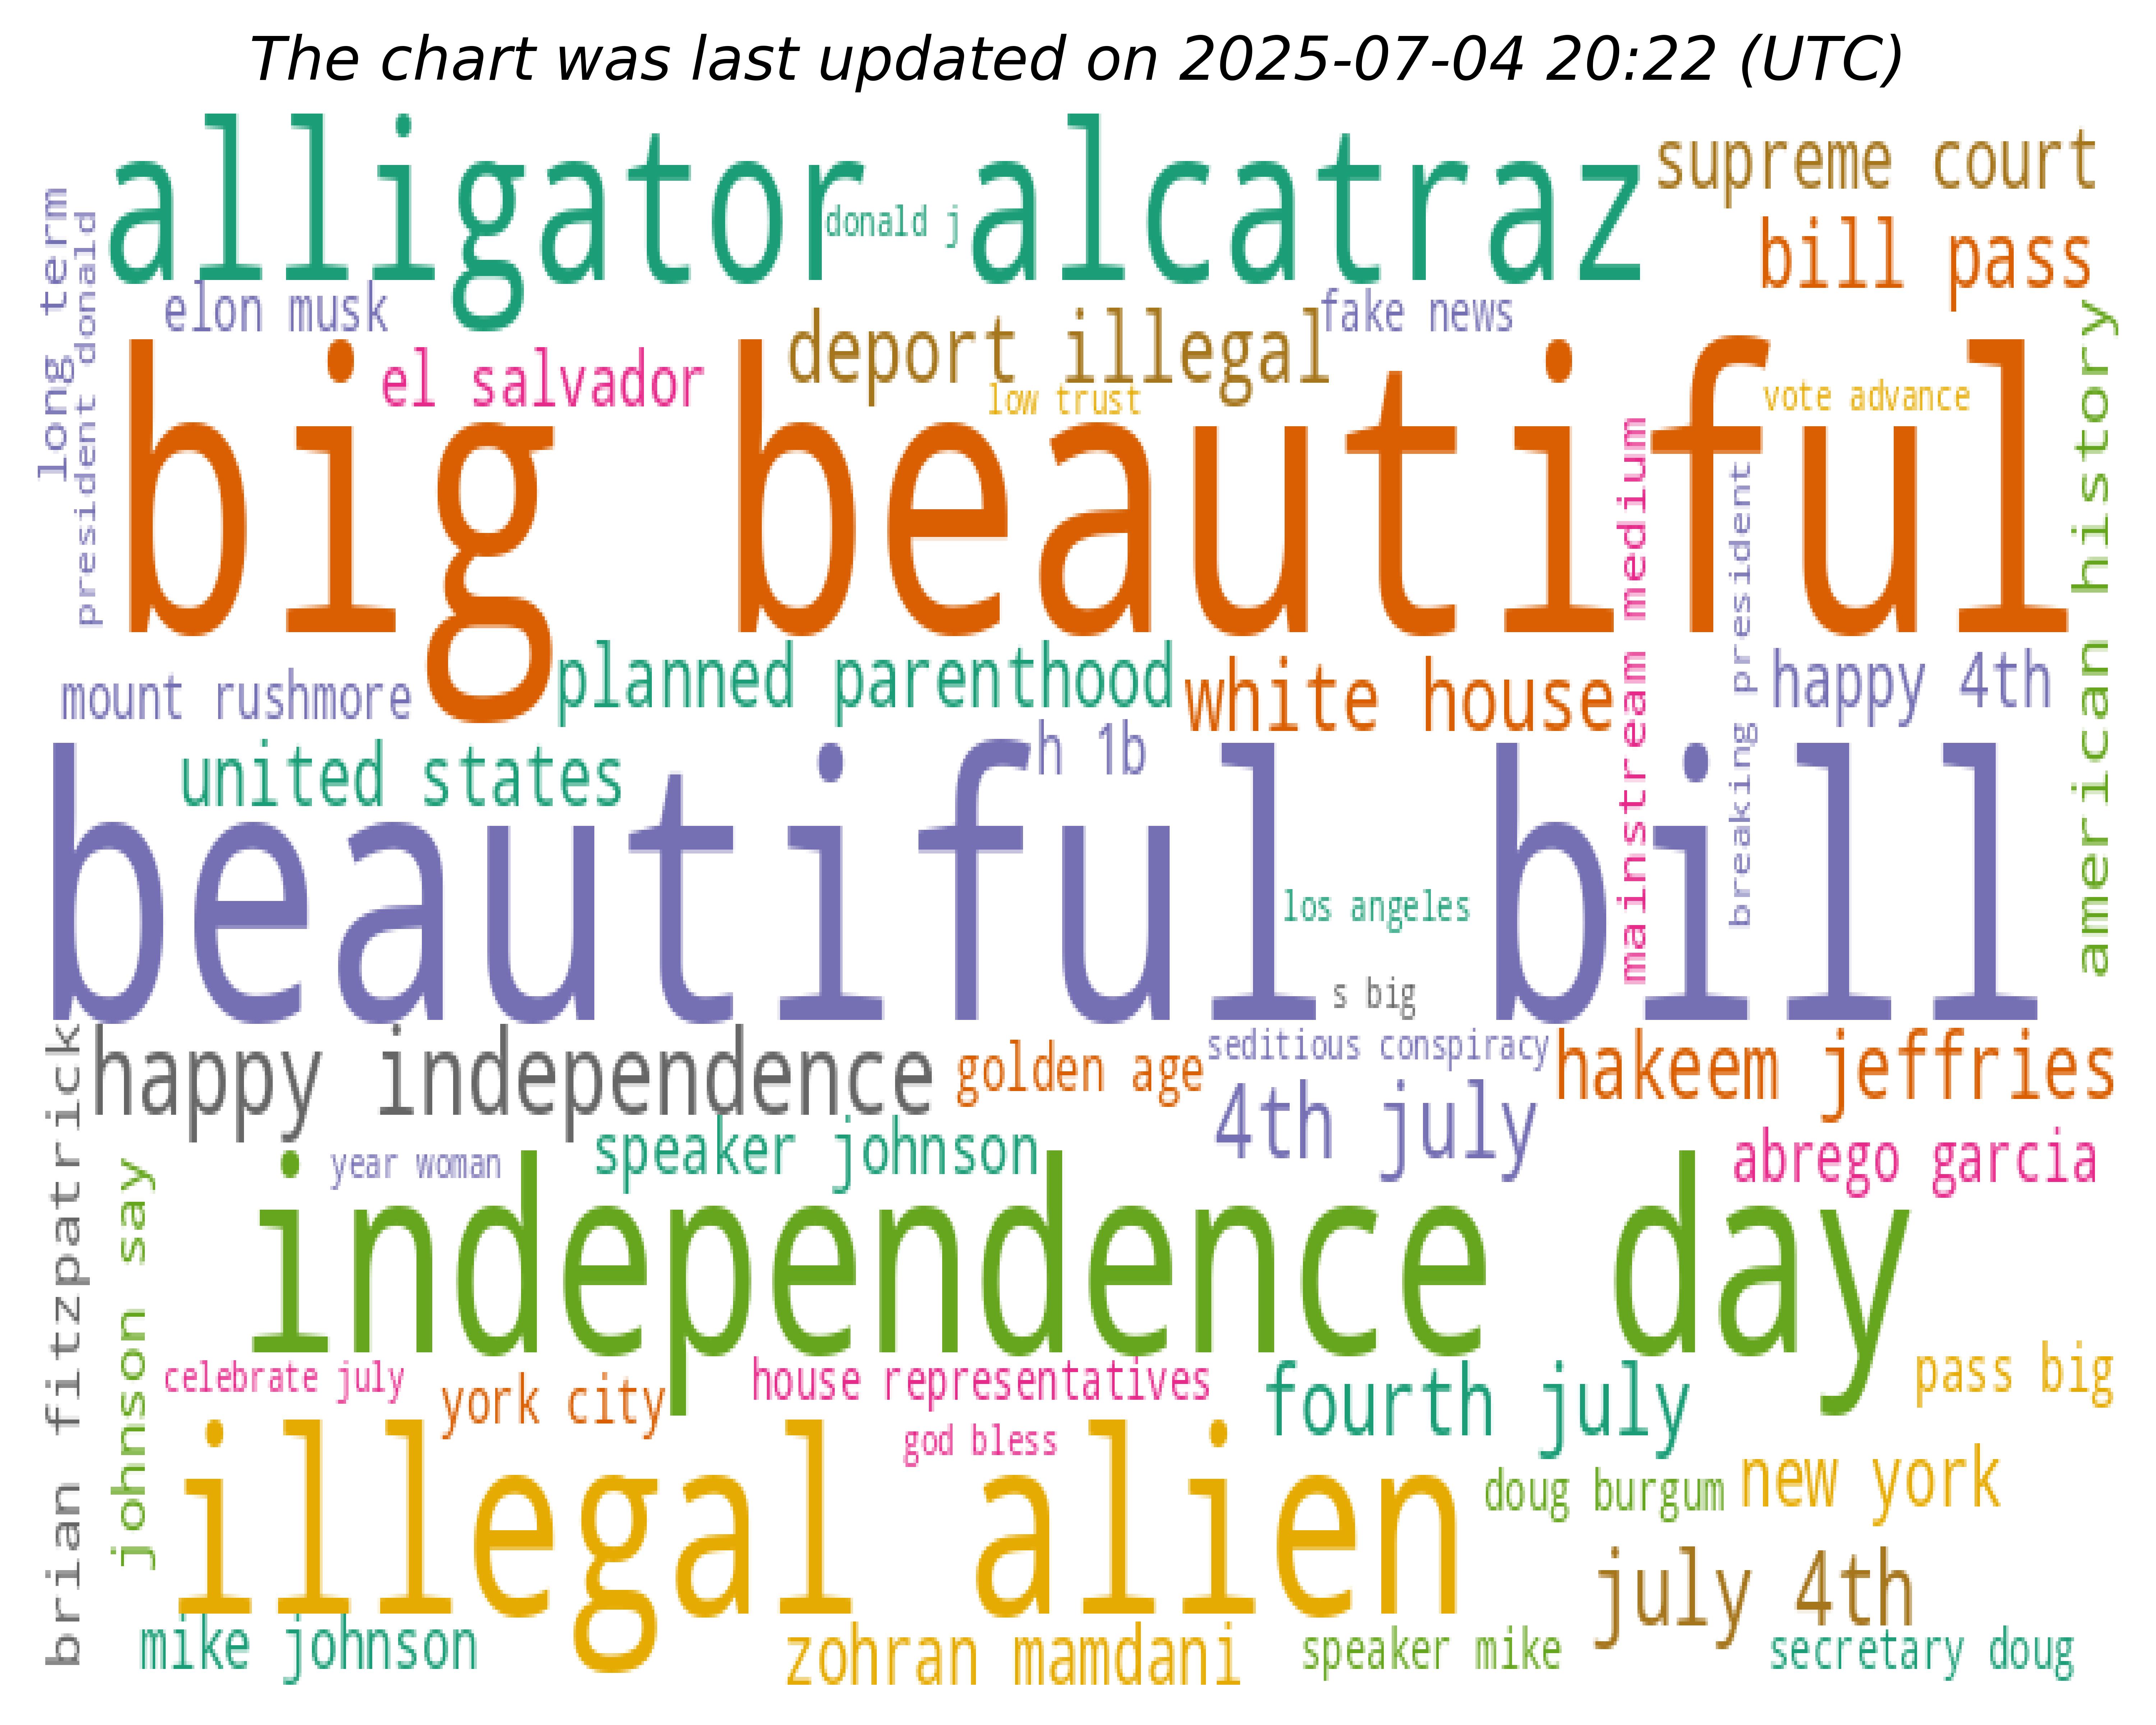 The chart was last updated on 2025-07-04 20:22 (UTC)
alligator alcatraz
supreme court
donald j
bill pass
long term
president donald
elon musk
fake news
deport illegal
el salvador
low trust
vote advance
american history
big beautiful
mainstream medium
breaking president
planned parenthood
white house
happy 4th
mount rushmore
h 1b
united states
beautiful bill
los angeles
s big
happy independence
golden age
seditious conspiracy
hakeem jeffries
4th july
speaker johnson
year woman
abrego garcia
brian fitzpatrick
johnson say
independence day
celebrate july
york city
house representatives
fourth july
pass big
god bless
illegal alien
doug burgum
new york
july 4th
mike johnson
zohran mamdani
speaker mike
secretary doug